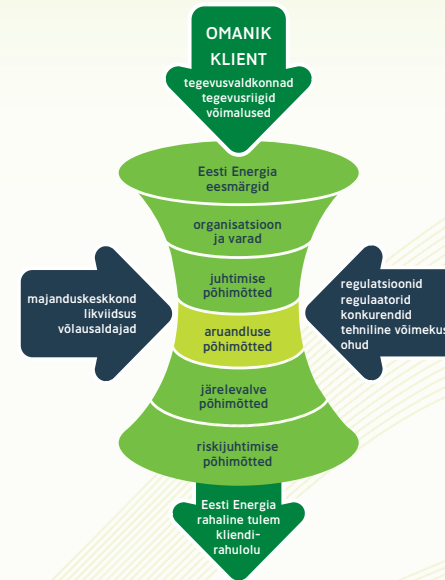 OMANIK
KLIENT
tegevusvaldkonnad
tegevusriigid
võimalused
Eesti Energia
eesmärgid
organisatsioon
ja varad
juhtimise
põhimõtted
majanduskeskkond
likviidsus
võlausaldajad
aruandluse
põhimõtted
regulatsioonid
regulaatorid
konkurendid
tehniline võimekus
ohud
järelevalve
põhimõtted
riskijuhtimise
põhimõtted
Eesti Energia
rahaline tulem
kliendi-
rahulolu